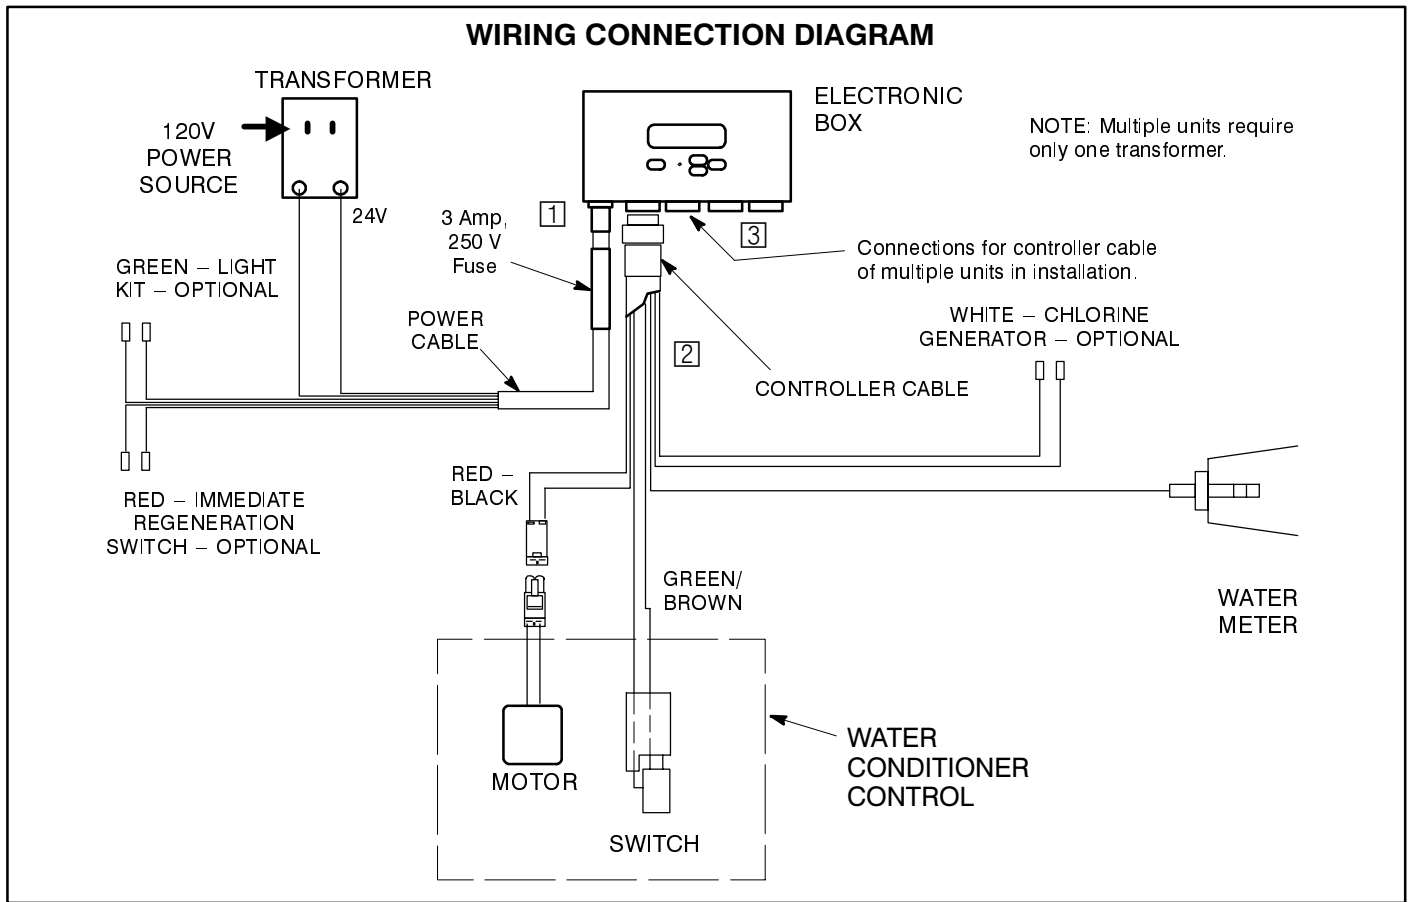 WIRING CONNECTION DIAGRAM
TRANSFORMER
120V
POWER
SOURCE
24V
ELECTRONIC
BOX
NOTE: Multiple units require
only one transformer.
1
3 Amp,
250 V
Fuse
3
Connections for controller cable
of multiple units in installation.
GREEN – LIGHT
KIT – OPTIONAL
POWER
CABLE
2
CONTROLLER CABLE
WHITE – CHLORINE
GENERATOR – OPTIONAL
RED – IMMEDIATE
REGENERATION
SWITCH – OPTIONAL
RED –
BLACK
GREEN/
BROWN
WATER
METER
MOTOR
SWITCH
WATER
CONDITIONER
CONTROL